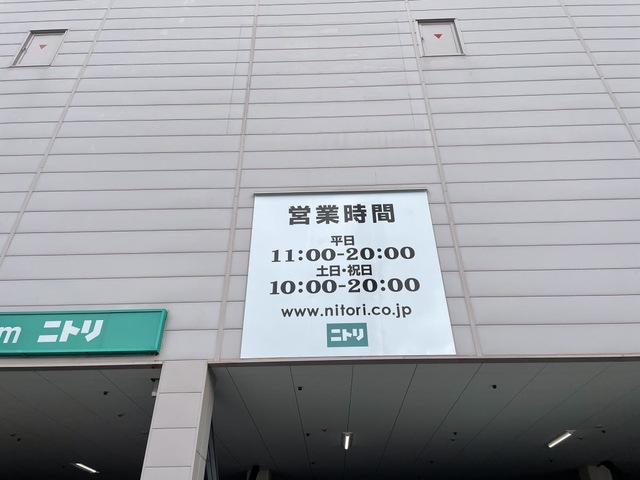 営業時間
平日
11:00-20:00
土日・祝日
10:00-20:00
www.nitori.co.jp
ニトリ
m ニトリ